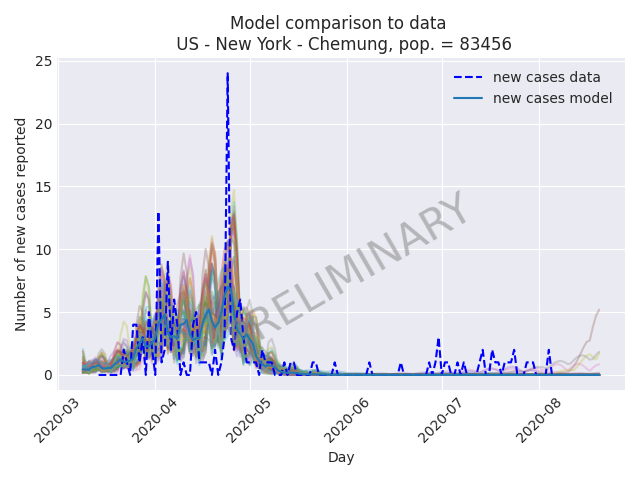 Model comparison to data
US - New York - Chemung, pop. = 83456
Number of new cases reported
25
20
15
10
5
0
new cases data
new cases model
PRELIMINARY
2020-03
2020-04
2020-05
2020-06
2020-07
2020-08
Day